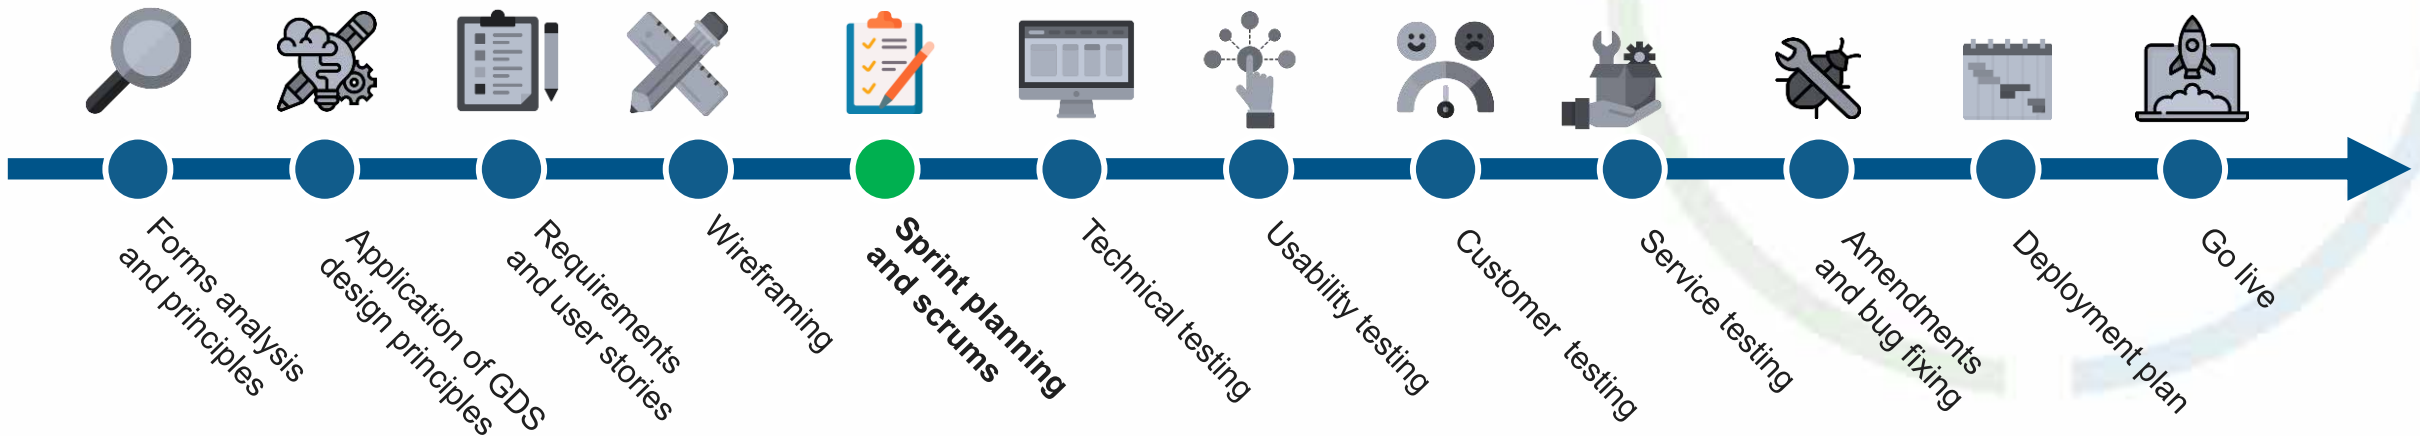 Forms analysis
and principles
Application of GDS
design principles
Requirements
and user stories
Wireframing
Sprint planning
and scrums
Technical testing
Usability testing
Customer testing
Service testing
Amendments
and bug fixing
Deployment plan
Go live